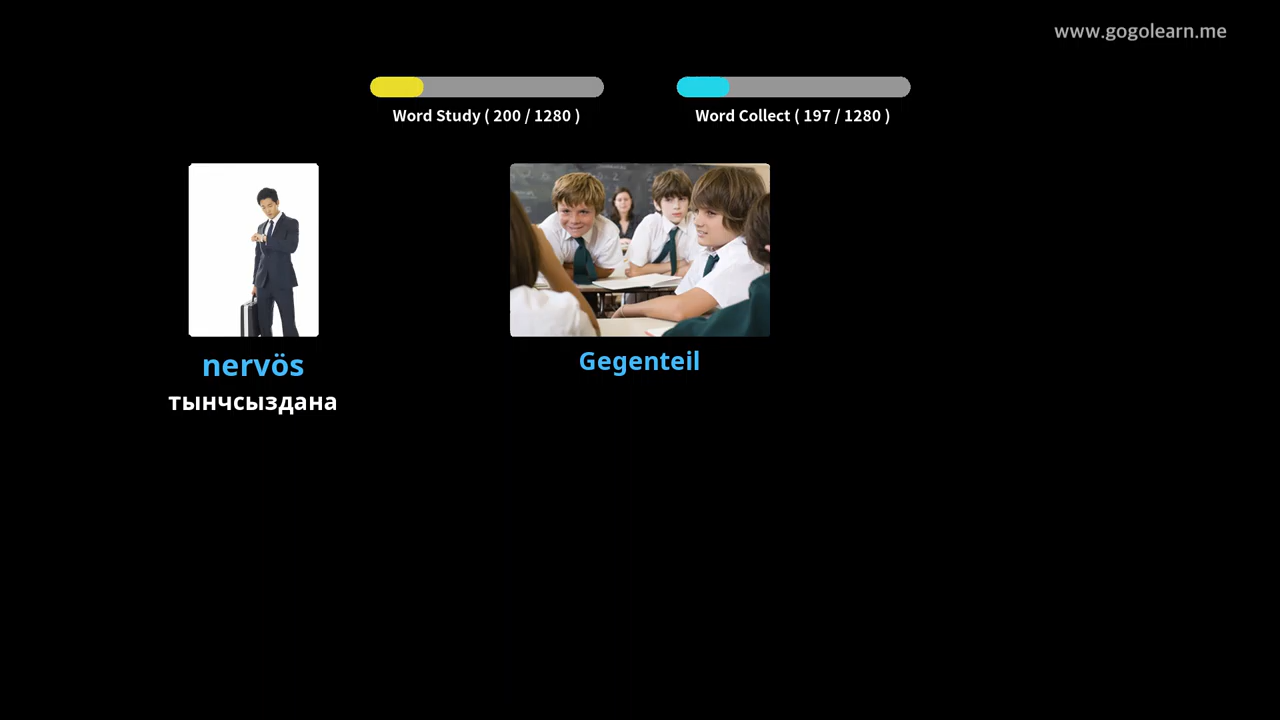 www.gogolearn.me
Word Study ( 200 / 1280 )
Word Collect ( 197 / 1280 )
nervös
тынчсыздана
Gegenteil